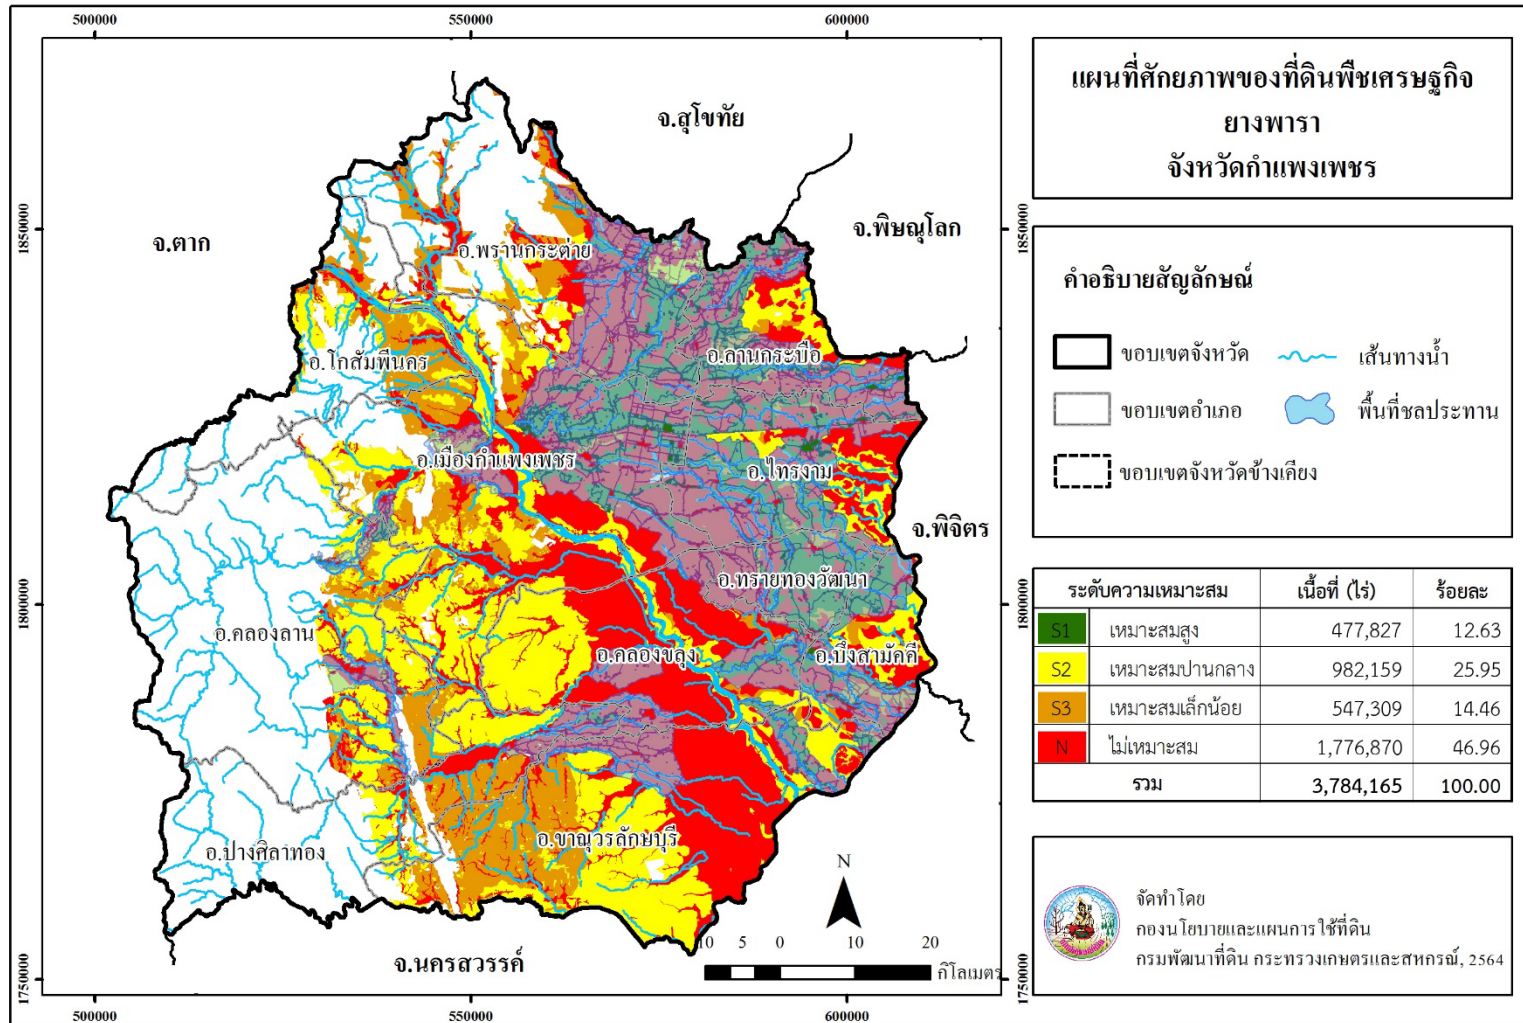 500000
550000
600000
แผนที่ศักยภาพของที่ดินพืชเศรษฐกิจ
ยางพารา
จังหวัดกำแพงเพชร
จ.สุโขทัย
จ.พิษณุโลก
จ.ตาก
อ.พรานกระต่าย
1850000
1850000
คำอธิบายสัญลักษณ์
ขอบเขตจังหวัด
เส้นทางน้ำ
ขอบเขตอำเภอ
พื้นที่ชลประทาน
ขอบเขตจังหวัดข้างเคียง
อ.โกสัมพีนคร
อ.ลานกระบือ
อ.เมืองกำแพงเพชร
อ.ไทรงาม
จ.พิจิตร
อ.ทรายทองวัฒนา
1800000
1800000
อ.คลองลาน
อ.คลองขลุง
อ.บึงสามัคคี
ระดับความเหมาะสม เนื้อที่ (ไร่) ร้อยละ
S1 เหมาะสมสูง 477,827 12.63
S2 เหมาะสมปานกลาง 982,159 25.95
S3 เหมาะสมเล็กน้อย 547,309 14.46
N ไม่เหมาะสม 1,776,870 46.96
รวม 3,784,165 100.00
อ.ปางศิลาทอง
อ.ขาณุวรลักษบุรี
N
10 5 0 10 20
กิโลเมตร
จ.นครสวรรค์
1750000
1750000
จัดทำโดย
กองนโยบายและแผนการใช้ที่ดิน
กรมพัฒนาที่ดิน กระทรวงเกษตรและสหกรณ์, 2564
500000
550000
600000